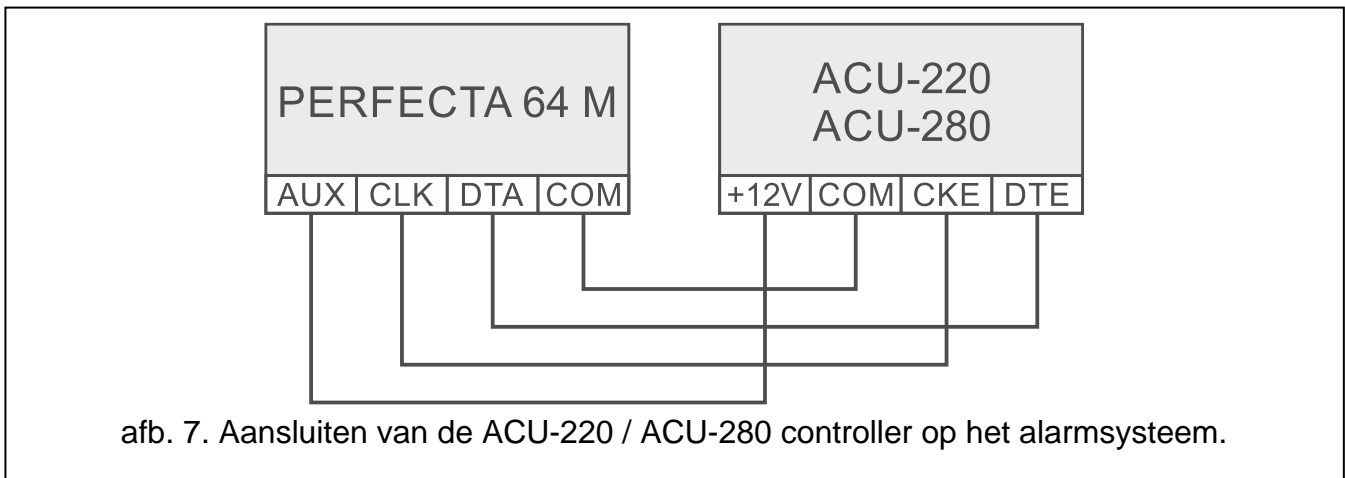 PERFECTA 64 M
AUX CLK DTA COM
ACU-220
ACU-280
+12V COM CKE DTE
afb. 7. Aansluiten van de ACU-220 / ACU-280 controller op het alarmsysteem.